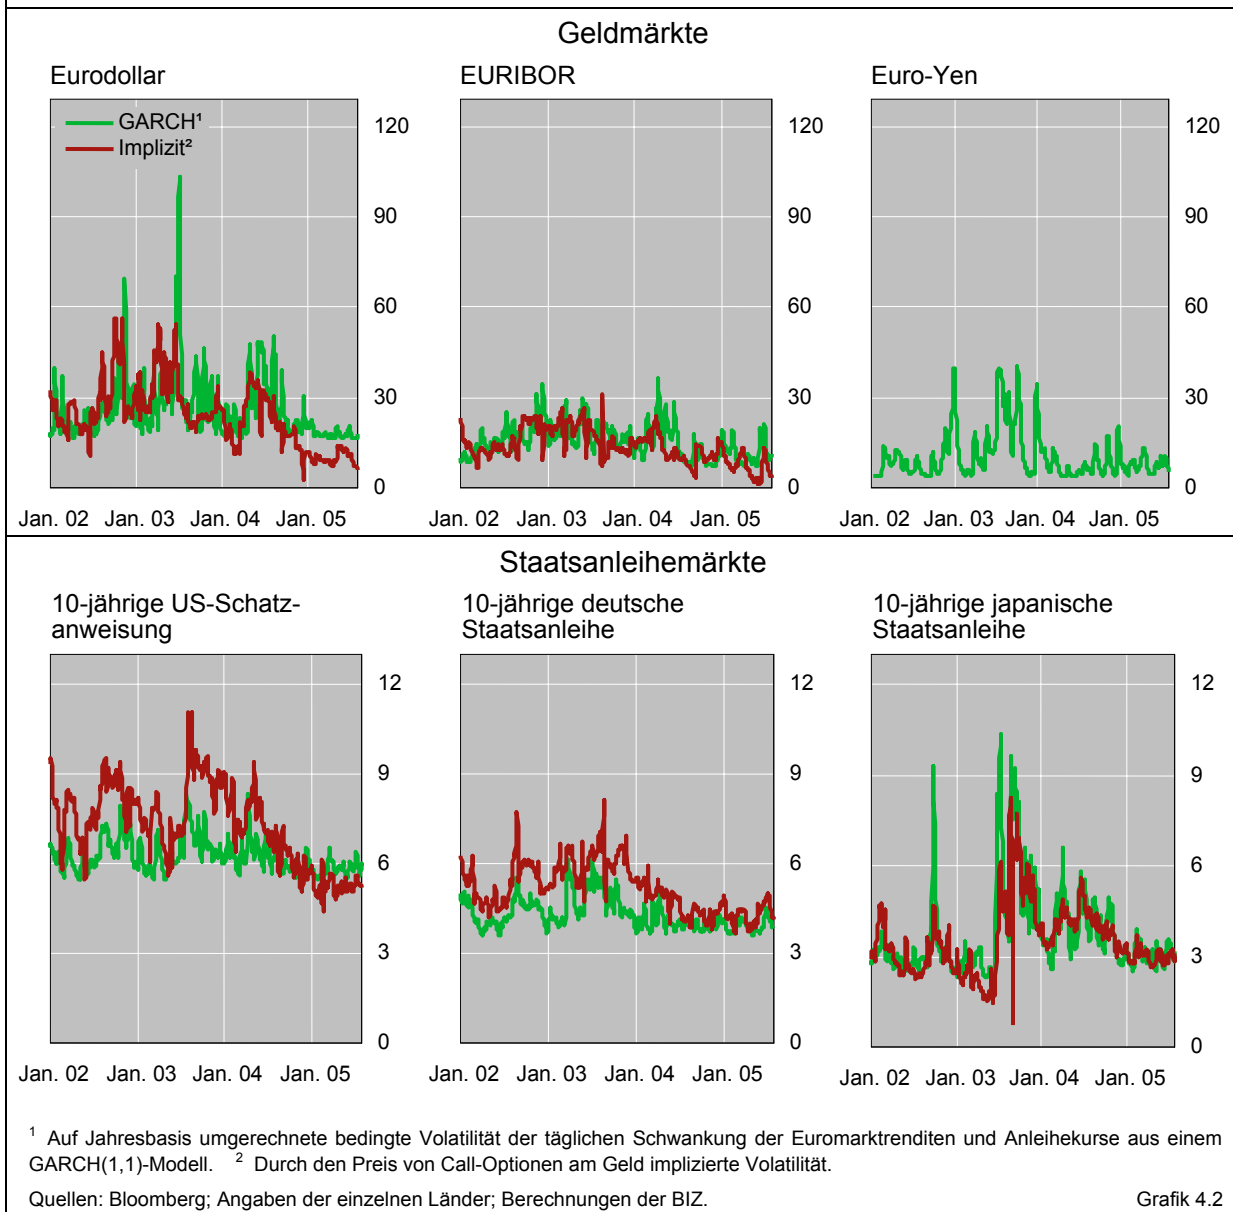 Geldmärkte
Eurodollar
EURIBOR
Euro-Yen
GARCH¹
Implizit²
120
90
60
30
0
120
90
60
30
0
120
90
60
30
0
Jan. 02 Jan. 03 Jan. 04 Jan. 05
Jan. 02 Jan. 03 Jan. 04 Jan. 05
Jan. 02 Jan. 03 Jan. 04 Jan. 05
Staatsanleihemärkte
10-jährige US-Schatz-
anweisung
10-jährige deutsche
Staatsanleihe
10-jährige japanische
Staatsanleihe
12
9
6
3
0
12
9
6
3
0
12
9
6
3
0
Jan. 02 Jan. 03 Jan. 04 Jan. 05
Jan. 02 Jan. 03 Jan. 04 Jan. 05
Jan. 02 Jan. 03 Jan. 04 Jan. 05
¹ Auf Jahresbasis umgerechnete bedingte Volatilität der täglichen Schwankung der Euromarktrenditen und Anleihekurse aus einem
GARCH(1,1)-Modell. ² Durch den Preis von Call-Optionen am Geld implizierte Volatilität.
Quellen: Bloomberg; Angaben der einzelnen Länder; Berechnungen der BIZ. Grafik 4.2